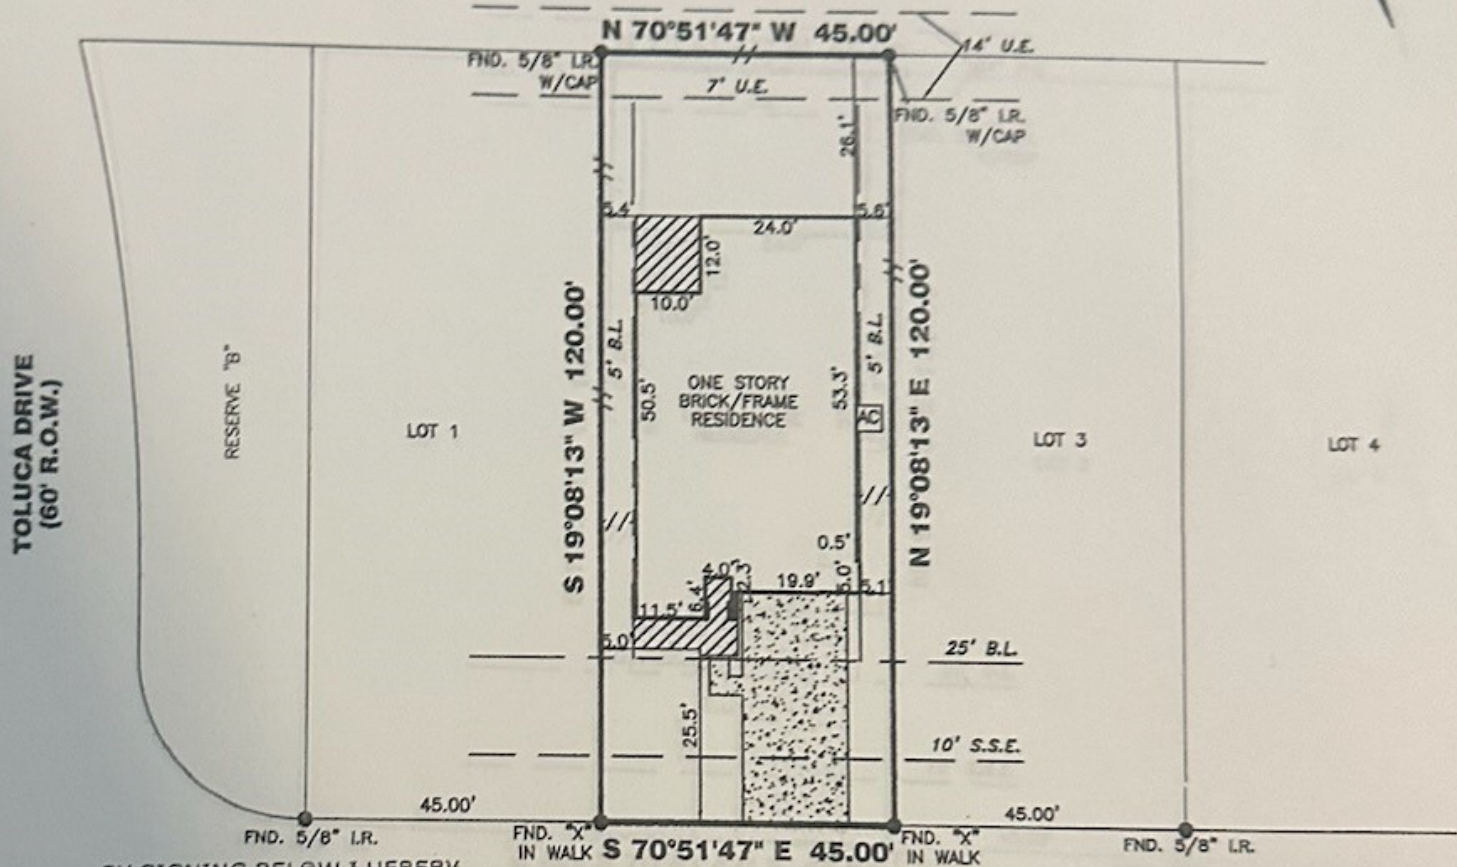 N 70°51'47" W 45.00'
14' U.E.
FND. 5/8" I.R.
W/CAP
7' U.E.
FND. 5/8" I.R.
W/CAP
26.1'
5.4'
24.0'
5.6'
12.0'
10.0'
TOLUCA DRIVE
(60' R.O.W.)
RESERVE "B"
LOT 1
S 19°08'13" W 120.00'
5' B.L.
50.5'
ONE STORY
BRICK/FRAME
RESIDENCE
53.3'
5' B.L.
N 19°08'13" E 120.00'
LOT 3
LOT 4
0.5'
4.0'
2.3'
19.9'
5.0'
5.1'
11.5'
6.4'
5.0'
25' B.L.
25.5'
10' S.S.E.
45.00'
45.00'
FND. 5/8" I.R.
FND. "X"
IN WALK
S 70°51'47" E 45.00'
FND. "X"
IN WALK
FND. 5/8" I.R.
BELOW I HEREBY